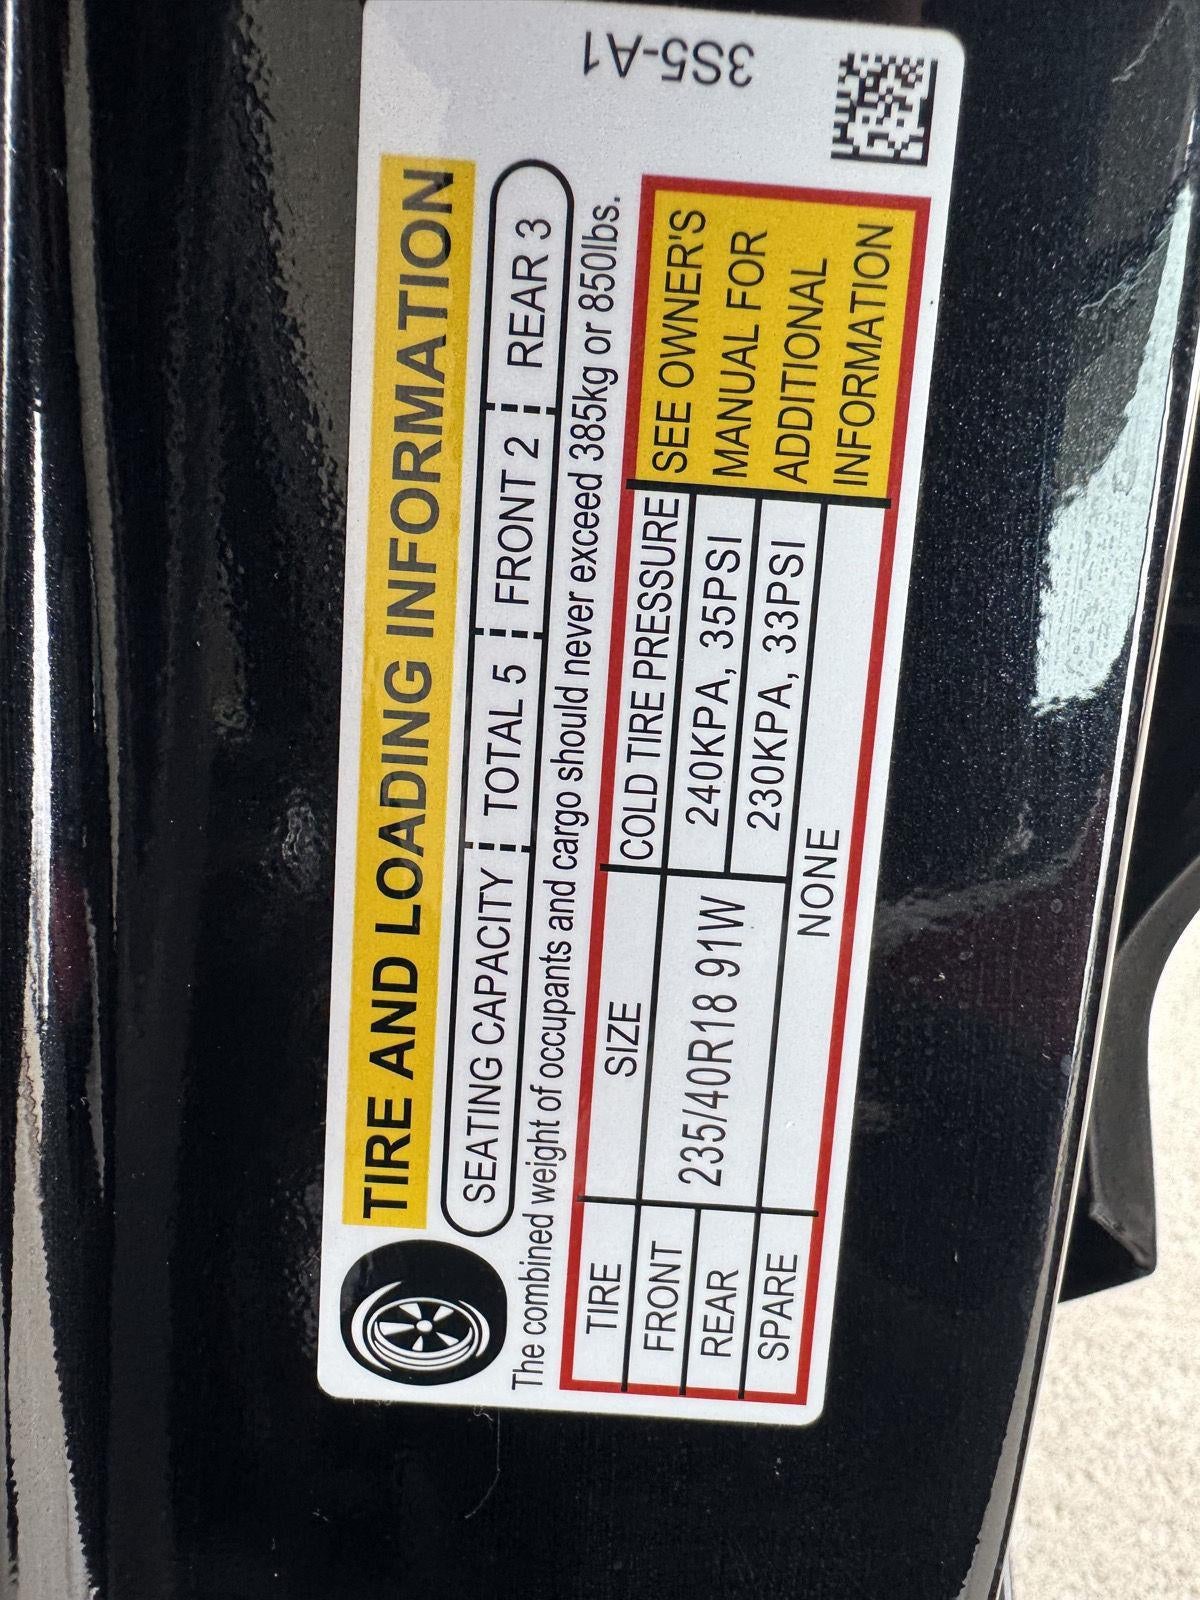 TIRE AND LOADING INFORMATION
SEATING CAPACITY TOTAL 5 FRONT 2 REAR 3
The combined weight of occupants and cargo should never exceed 385kg or 850lbs.
TIRE SIZE COLD TIRE PRESSURE
FRONT 235/40R18 91W 240KPA, 35PSI
REAR 230KPA, 33PSI
SPARE NONE
SEE OWNER'S
MANUAL FOR
ADDITIONAL
INFORMATION
3S5-A1